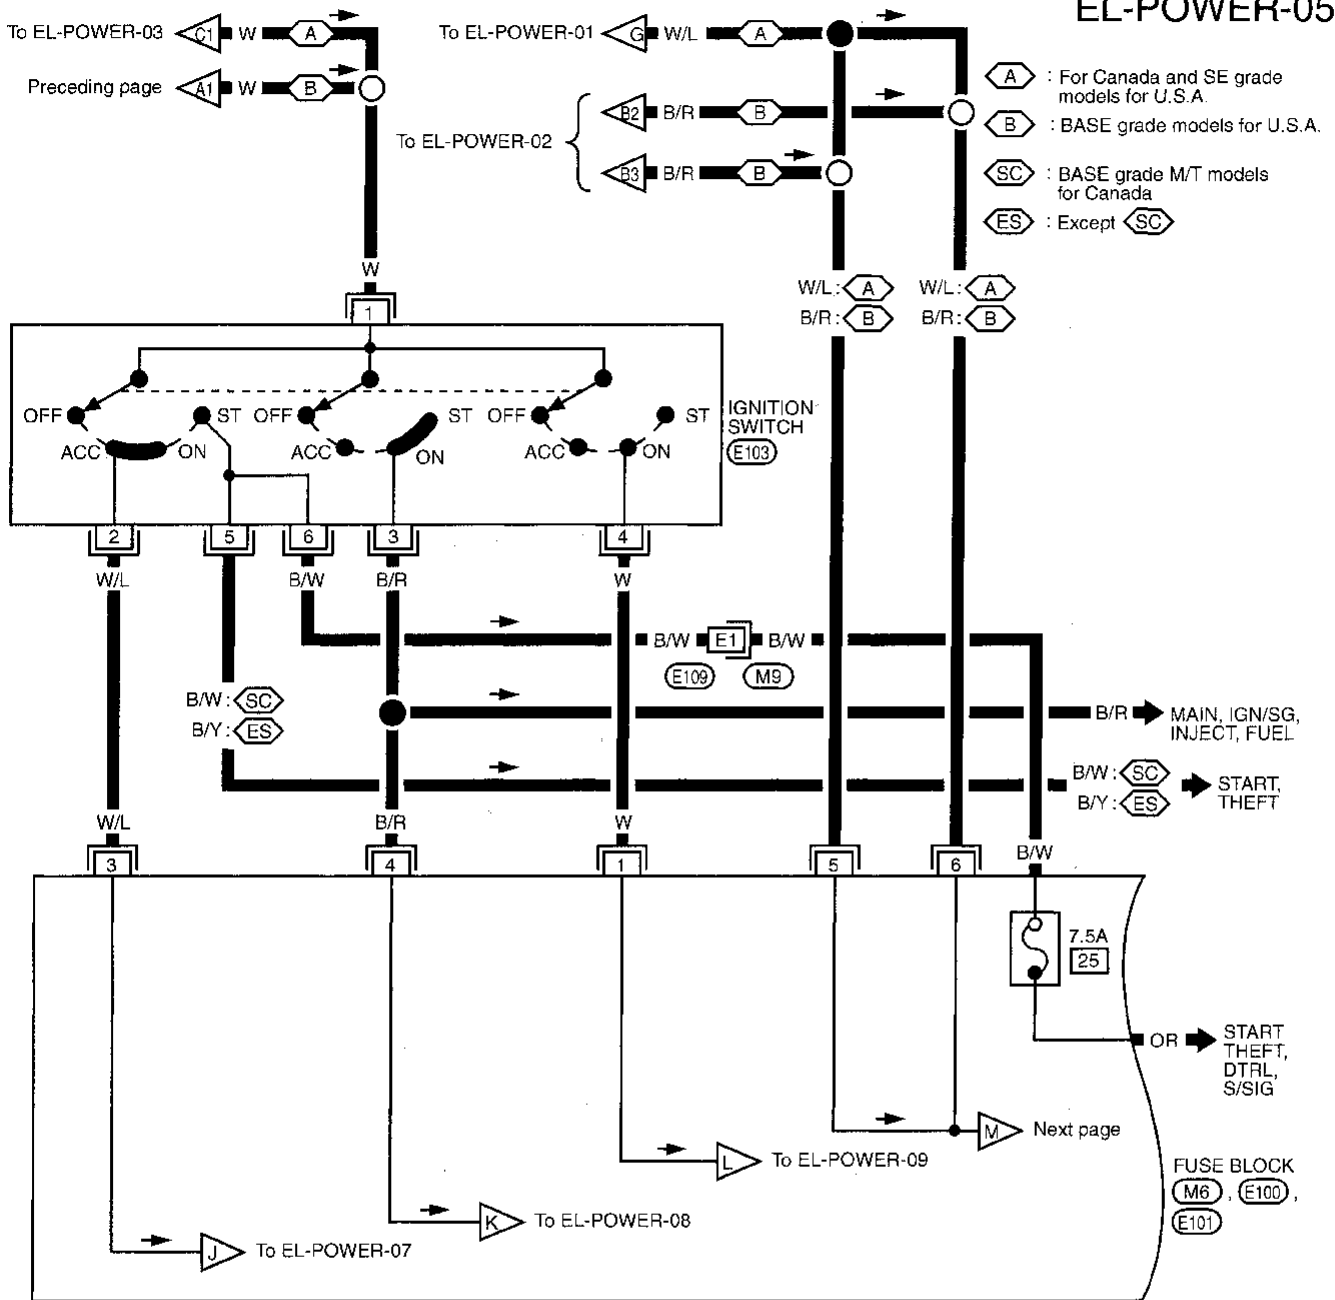 EL-POWER-05
To EL-POWER-03 C1 W A
Preceding page A1 W B
To EL-POWER-01 G W/L A
To EL-POWER-02
B2 B/R B
B3 B/R B
A : For Canada and SE grade
models for U.S.A.
B : BASE grade models for U.S.A.
SC : BASE grade M/T models
for Canada
ES : Except SC
W
W/L: A
B/R: B
W/L: A
B/R: B
1
OFF ST OFF ST OFF ST
ACC ON ACC ON ACC ON
IGNITION
SWITCH
E103
2 5 6 3 4
W/L B/W B/R W
B/W E1 B/W
E109 M9
B/W: SC
B/Y: ES
B/R MAIN, IGN/SG,
INJECT, FUEL
B/W: SC
B/Y: ES
START,
THEFT
W/L B/R W B/W
3 4 1 5 6
7.5A
25
OR
START
THEFT,
DTRL,
S/SIG
M Next page
L To EL-POWER-09
K To EL-POWER-08
J To EL-POWER-07
FUSE BLOCK
M6 , E100 ,
E101